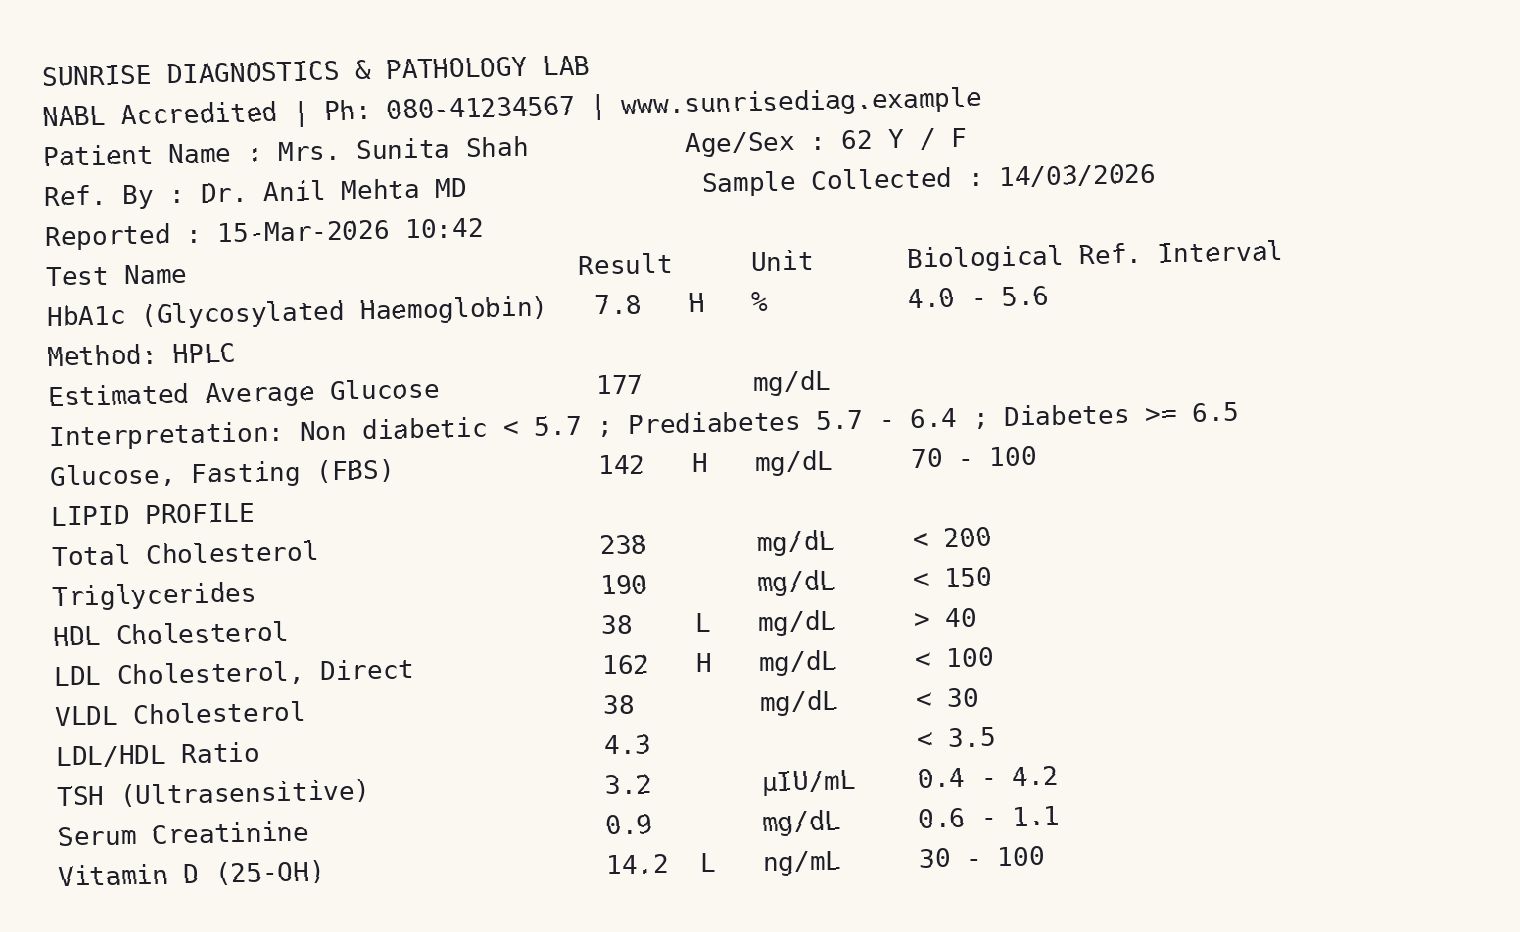 SUNRISE DIAGNOSTICS & PATHOLOGY LAB
NABL Accredited | Ph: 080-41234567 | www.sunrisediag.example
Patient Name : Mrs. Sunita Shah          Age/Sex : 62 Y / F
Ref. By : Dr. Anil Mehta MD               Sample Collected : 14/03/2026
Reported : 15-Mar-2026 10:42
Test Name                         Result     Unit      Biological Ref. Interval
HbA1c (Glycosylated Haemoglobin)   7.8   H   %         4.0 - 5.6
Method: HPLC
Estimated Average Glucose          177       mg/dL
Interpretation: Non diabetic < 5.7 ; Prediabetes 5.7 - 6.4 ; Diabetes >= 6.5
Glucose, Fasting (FBS)             142   H   mg/dL     70 - 100
LIPID PROFILE
Total Cholesterol                  238       mg/dL     < 200
Triglycerides                      190       mg/dL     < 150
HDL Cholesterol                    38    L   mg/dL     > 40
LDL Cholesterol, Direct            162   H   mg/dL     < 100
VLDL Cholesterol                   38        mg/dL     < 30
LDL/HDL Ratio                      4.3                 < 3.5
TSH (Ultrasensitive)               3.2       µIU/mL    0.4 - 4.2
Serum Creatinine                   0.9       mg/dL     0.6 - 1.1
Vitamin D (25-OH)                  14.2  L   ng/mL     30 - 100